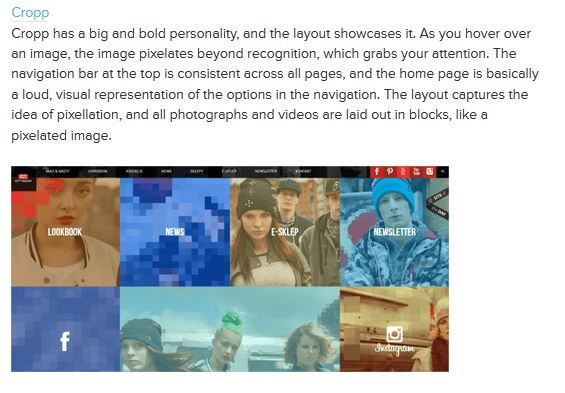 Cropp
Cropp has a big and bold personality, and the layout showcases it. As you hover over
an image, the image pixelates beyond recognition, which grabs your attention. The
navigation bar at the top is consistent across all pages, and the home page is basically
a loud, visual representation of the options in the navigation. The layout captures the
idea of pixellation, and all photographs and videos are laid out in blocks, like a
pixelated image.
LOOKBOOK NEWS E-SKLEP NEWSLETTER
LOOKBOOK NEWS E-SKLEP NEWSLETTER
f Instagram